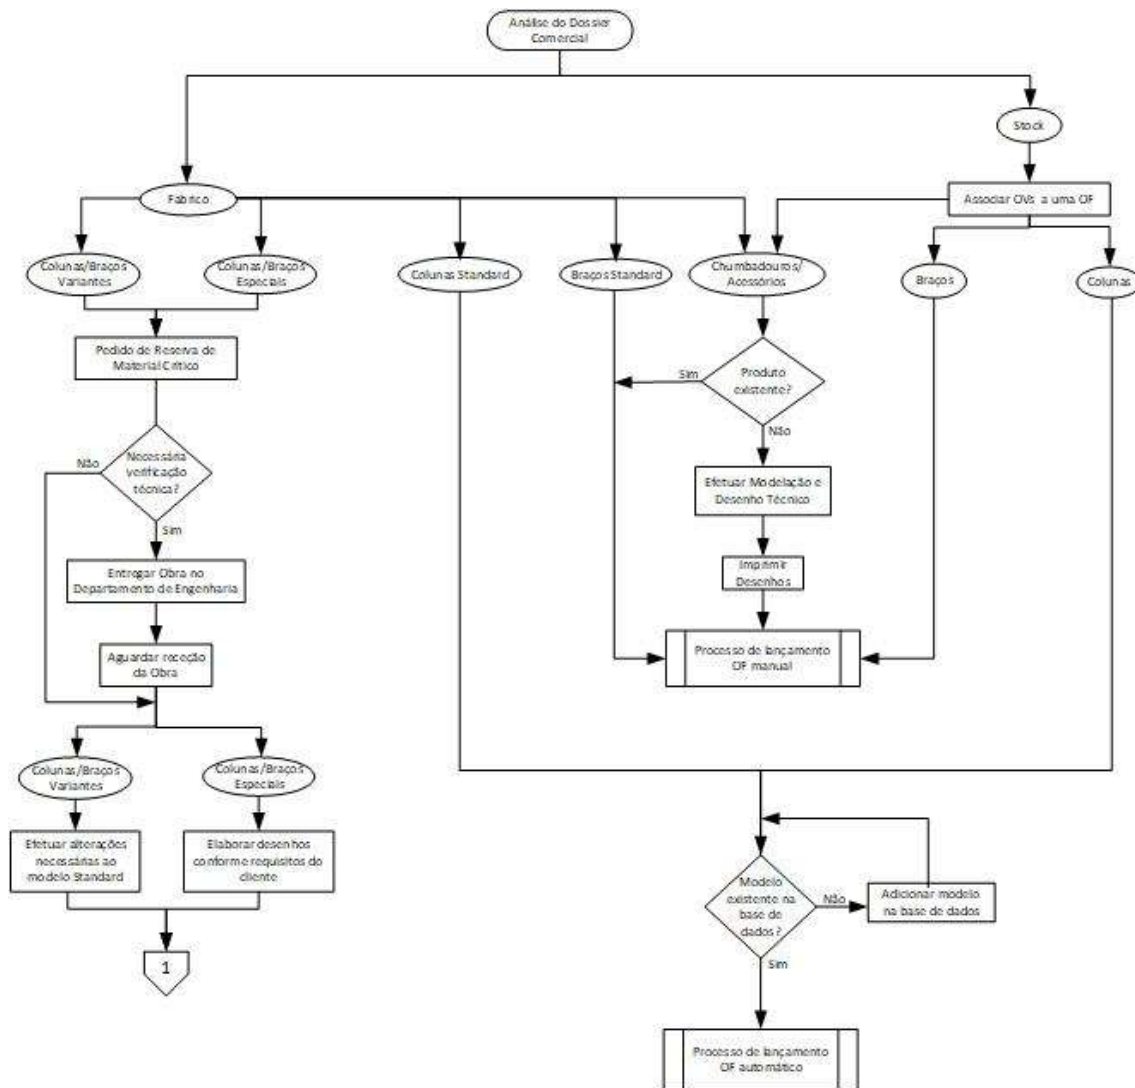 Análise do Dossier
Comercial
Stock
Fabrico
Associar OVs a uma OF
Colunas/Braços
Variantes
Colunas/Braços
Especiais
Colunas Standard
Braços Standard
Chumbadouros/
Acessórios
Braços
Colunas
Pedido de Reserva de
Material Crítico
Produto
existente?
Sim
Não
Necessária
verificação
técnica?
Não
Sim
Efetuar Modelação e
Desenho Técnico
Entregar Obra no
Departamento de Engenharia
Imprimir
Desenhos
Aguardar receção
da Obra
Processo de lançamento
OF manual
Colunas/Braços
Variantes
Colunas/Braços
Especiais
Efetuar alterações
necessárias ao
modelo Standard
Elaborar desenhos
conforme requisitos do
cliente
Modelo
existente na
base de
dados?
Não
Adicionar modelo
na base de dados
Sim
1
Processo de lançamento
OF automático